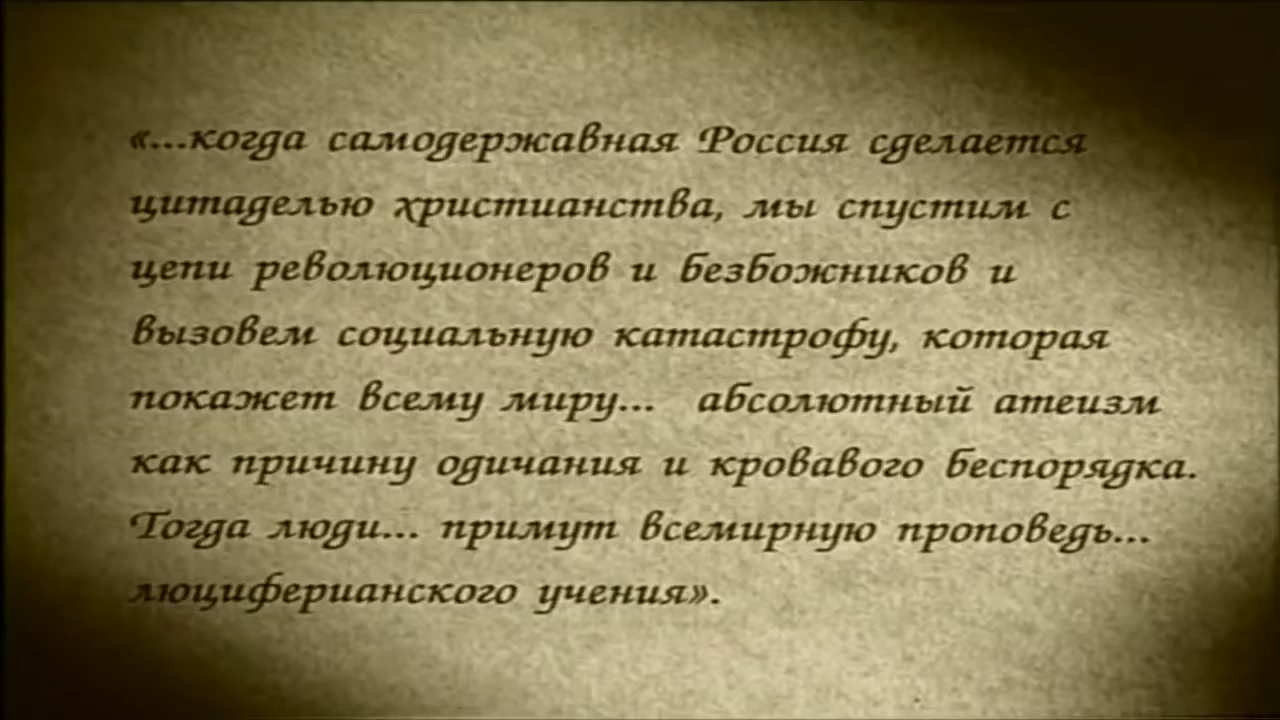 «...когда самодержавная Россия сделается
цитаделью христианства, мы спустим с
цепи революционеров и безбожников и
вызовем социальную катастрофу, которая
покажет всему миру... абсолютный атеизм
как причину одичания и кровавого беспорядка.
Тогда люди... примут всемирную проповедь...
люциферианского учения».